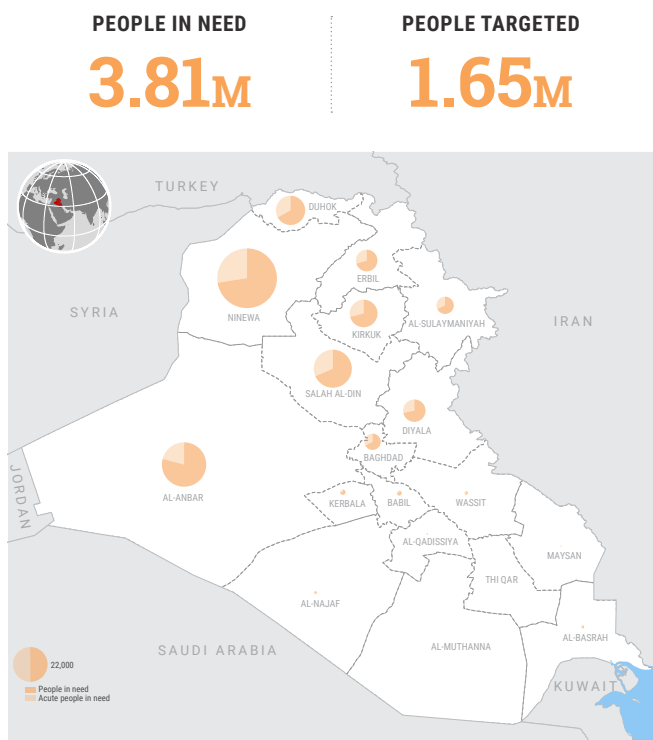 PEOPLE IN NEED
PEOPLE TARGETED
3.81M
1.65M
TURKEY
DUHOK
ERBIL
SYRIA
NINEWA
AL-SULAYMANIYAH
IRAN
KIRKUK
SALAH AL-DIN
DIYALA
BAGHDAD
JORDAN
AL-ANBAR
KERBALA
BABIL
WASSIT
AL-QADISSIYA
MAYSAN
THI QAR
AL-NAJAF
AL-BASRAH
SAUDI ARABIA
AL-MUTHANNA
22,000
KUWAIT
People in need
Acute people in need